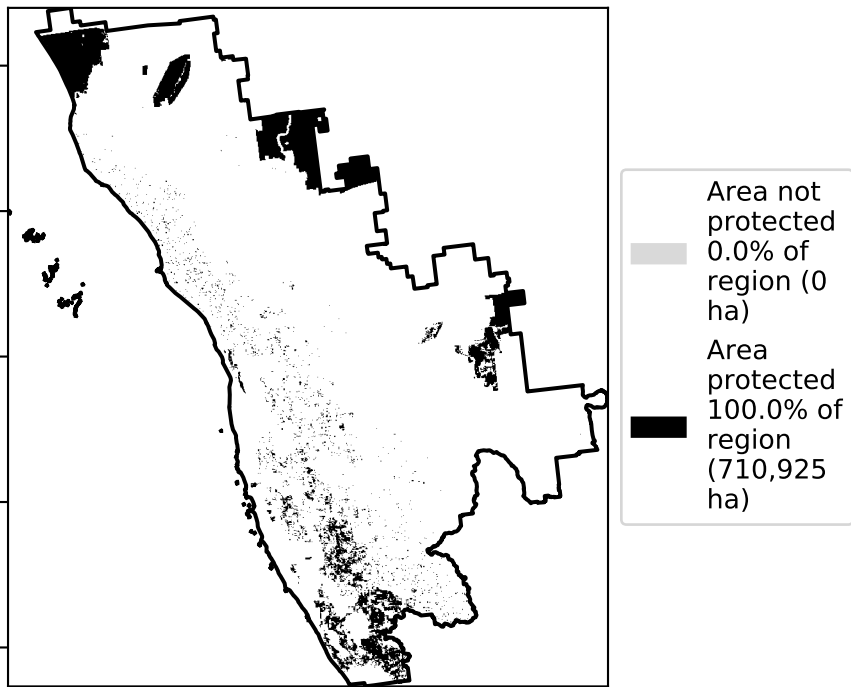 Area not
protected
0.0% of
region (0
ha)
Area
protected
100.0% of
region
(710,925
ha)